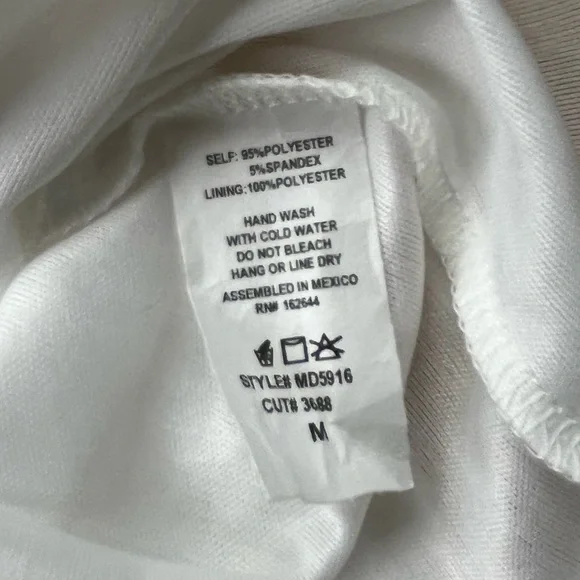 SELF: 95%POLYESTER
5%SPANDEX
LINING:100%POLYESTER
HAND WASH
WITH COLD WATER
DO NOT BLEACH
HANG OR LINE DRY
ASSEMBLED IN MEXICO
RN# 162644
STYLE# MD5916
CUT# 3688
M